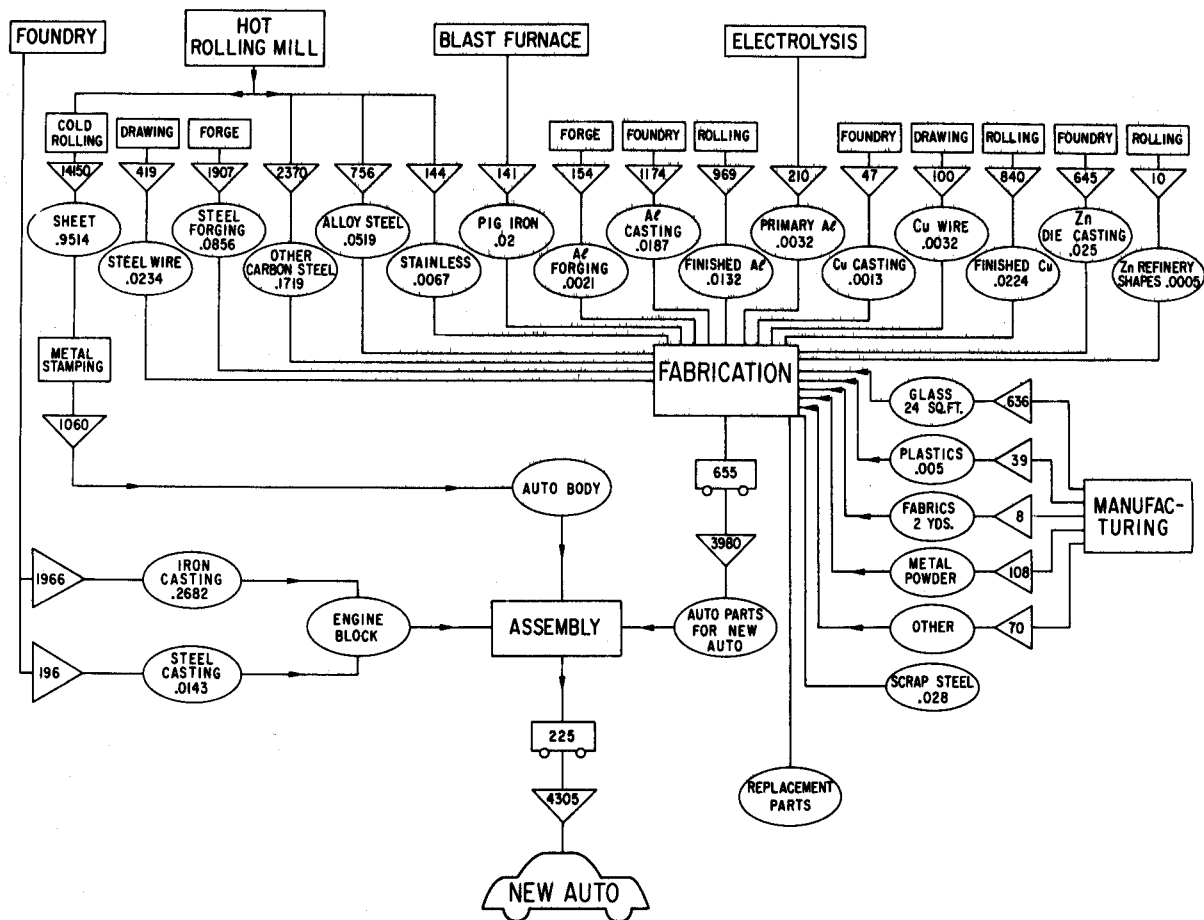 FOUNDRY
HOT
ROLLING MILL
BLAST FURNACE
ELECTROLYSIS
COLD
ROLLING
DRAWING
FORGE
FORGE
FOUNDRY
ROLLING
FOUNDRY
DRAWING
ROLLING
FOUNDRY
ROLLING
14150
419
1907
2370
756
144
141
154
1174
969
210
47
100
840
645
10
SHEET
.9514
STEEL WIRE
.0234
STEEL
FORGING
.0856
OTHER
CARBON STEEL
.1719
ALLOY STEEL
.0519
STAINLESS
.0067
PIG IRON
.02
Al
FORGING
.0021
Al
CASTING
.0187
FINISHED Al
.0132
PRIMARY Al
.0032
Cu CASTING
.0013
Cu WIRE
.0032
FINISHED Cu
.0224
Zn
DIE CASTING
.025
Zn REFINERY
SHAPES .0005
METAL
STAMPING
1060
FABRICATION
GLASS
24 SQ.FT.
636
PLASTICS
.005
39
FABRICS
2 YDS.
8
METAL
POWDER
108
OTHER
70
MANUFAC-
TURING
SCRAP STEEL
.028
655
3980
AUTO BODY
1966
IRON
CASTING
.2682
196
STEEL
CASTING
.0143
ENGINE
BLOCK
ASSEMBLY
AUTO PARTS
FOR NEW
AUTO
225
4305
REPLACEMENT
PARTS
NEW AUTO